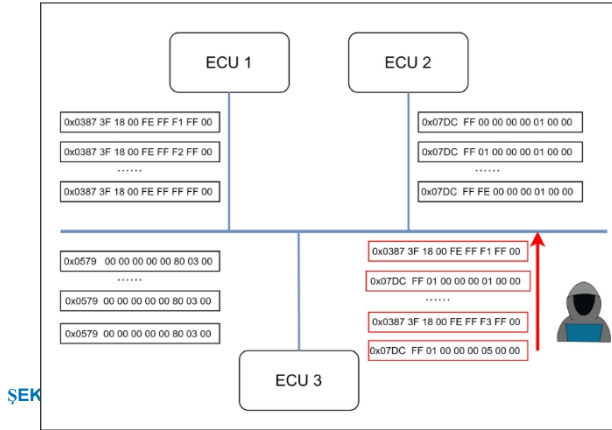 ECU 1
ECU 2
0x0387 3F 18 00 FE FF F1 FF 00
0x0387 3F 18 00 FE FF F2 FF 00
......
0x0387 3F 18 00 FE FF FF FF 00
0x07DC FF 00 00 00 00 01 00 00
0x07DC FF 01 00 00 00 01 00 00
......
0x07DC FF FE 00 00 00 01 00 00
0x0579 00 00 00 00 00 80 03 00
......
0x0579 00 00 00 00 00 80 03 00
0x0579 00 00 00 00 00 80 03 00
0x0387 3F 18 00 FE FF F1 FF 00
0x07DC FF 01 00 00 00 01 00 00
......
0x0387 3F 18 00 FE FF F3 FF 00
0x07DC FF 01 00 00 00 05 00 00
ECU 3
ŞEK